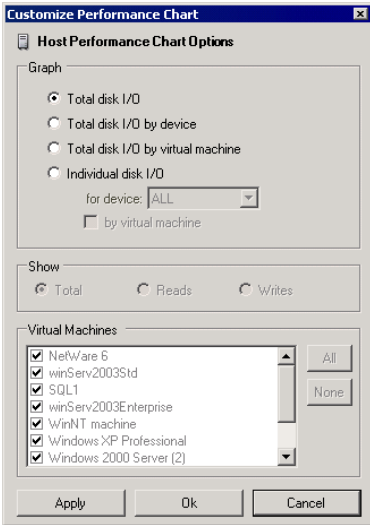 Customize Performance Chart
Host Performance Chart Options
Graph
Total disk I/O
Total disk I/O by device
Total disk I/O by virtual machine
Individual disk I/O
for device: ALL
by virtual machine
Show
Total Reads Writes
Virtual Machines
NetWare 6
winServ2003Std
SQL1
winServ2003Enterprise
WinNT machine
Windows XP Professional
Windows 2000 Server (2)
All
None
Apply Ok Cancel